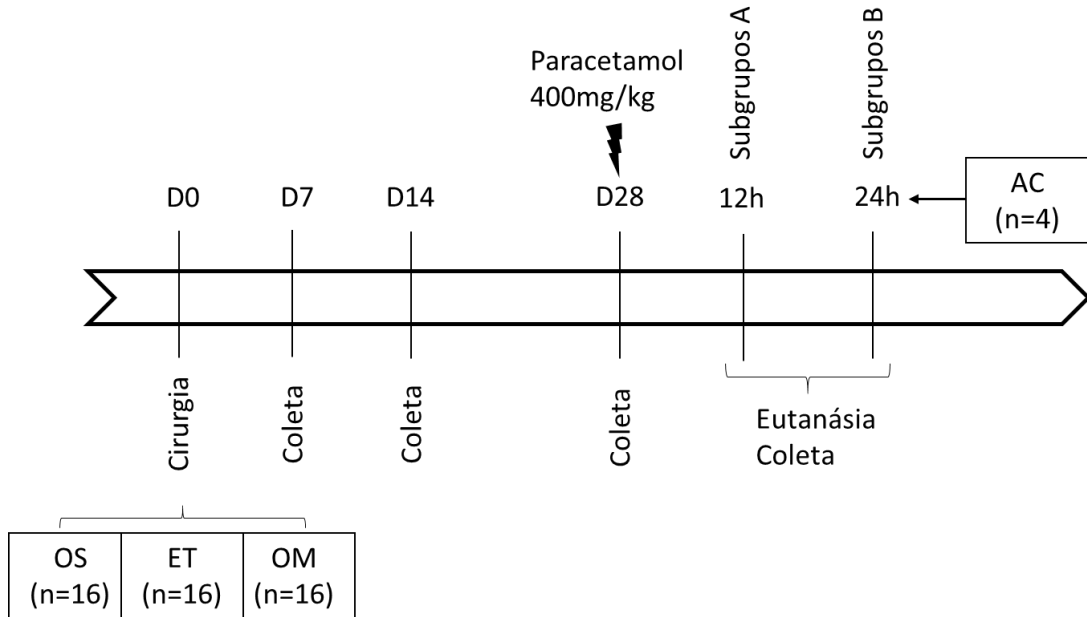 Paracetamol
400mg/kg
Subgrupos A
Subgrupos B
D0
D7
D14
D28
12h
24h
AC
(n=4)
Cirurgia
Coleta
Coleta
Coleta
Eutanásia
Coleta
OS
(n=16)
ET
(n=16)
OM
(n=16)